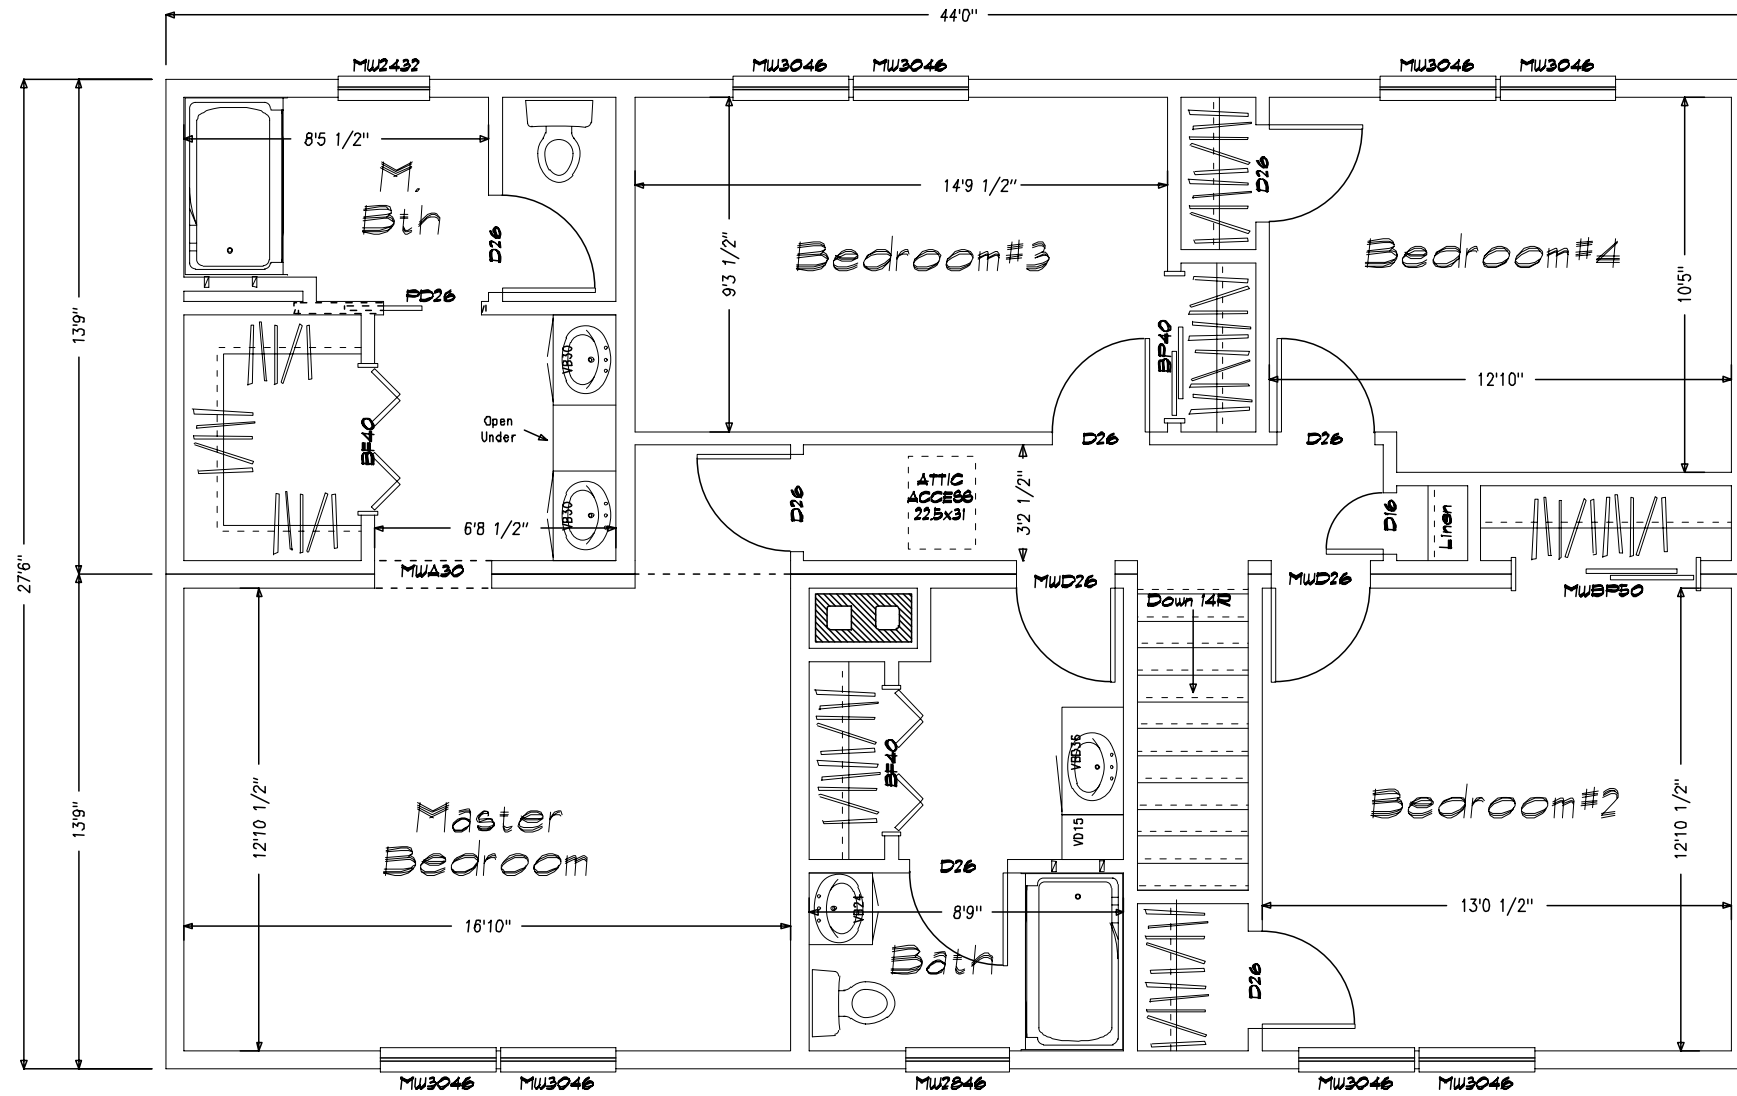 44'0"
MW2432
MW3046
MW3046
MW3046
MW3046
8'5 1/2"
M.
Bth
D26
14'9 1/2"
D26
9'3 1/2"
Bedroom#3
Bedroom#4
10'5"
PD26
13'9"
VB30
BP40
12'10"
Open
Under
BF40
D26
D26
ATTIC
ACCESS
22.5x31
D26
3'2 1/2"
D16
Linen
VB30
6'8 1/2"
27'6"
MWA30
MWD26
MWD26
MWBP50
Down 14R
BF40
VBD36
Master
Bedroom
Bedroom#2
12'10 1/2"
13'9"
VD15
12'10 1/2"
D26
VB24
8'9"
13'0 1/2"
16'10"
Bath
D26
MW3046
MW3046
MW2846
MW3046
MW3046